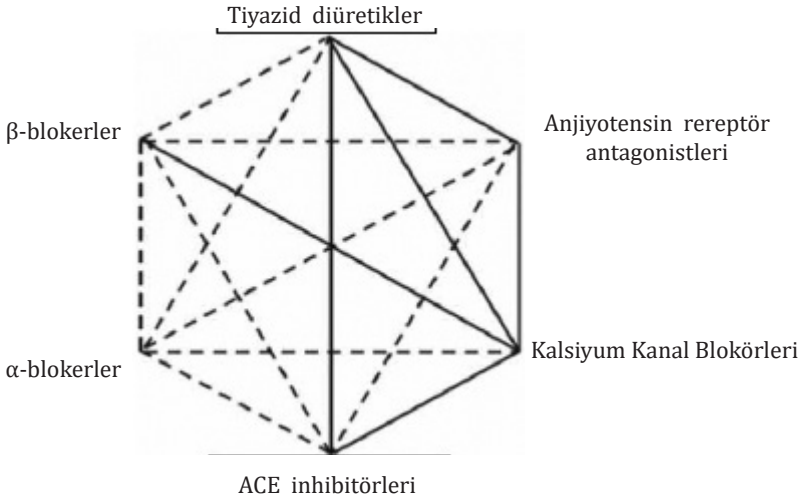 Tiyazid diüretikler
β-blokerler
Anjiyotensin rereptör
antagonistleri
Kalsiyum Kanal Blokörleri
α-blokerler
ACE inhibitörleri